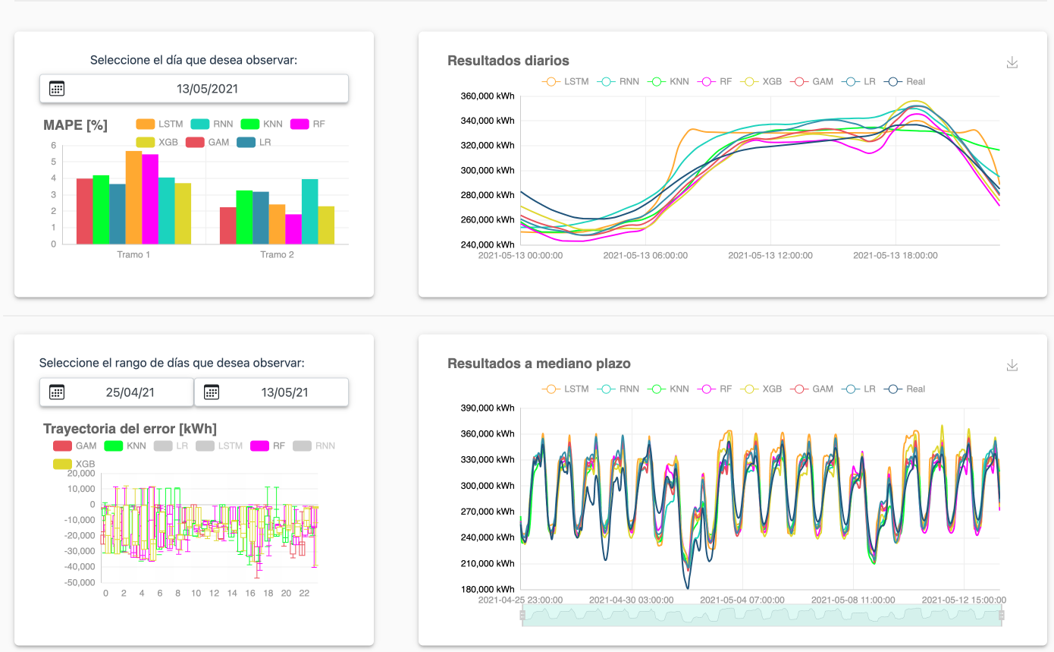 Seleccione el día que desea observar:
13/05/2021
MAPE [%]
LSTM RNN KNN RF
XGB GAM LR
6
5
4
3
2
1
0
Tramo 1 Tramo 2
Resultados diarios
LSTM RNN KNN RF XGB GAM LR Real
360,000 kWh
340,000 kWh
320,000 kWh
300,000 kWh
280,000 kWh
260,000 kWh
240,000 kWh
2021-05-13 00:00:00 2021-05-13 06:00:00 2021-05-13 12:00:00 2021-05-13 18:00:00
Seleccione el rango de días que desea observar:
25/04/21 13/05/21
Trayectoria del error [kWh]
GAM KNN LR LSTM RF RNN
XGB
20,000
10,000
0
-10,000
-20,000
-30,000
-40,000
-50,000
0 2 4 6 8 10 12 14 16 18 20 22
Resultados a mediano plazo
LSTM RNN KNN RF XGB GAM LR Real
390,000 kWh
360,000 kWh
330,000 kWh
300,000 kWh
270,000 kWh
240,000 kWh
210,000 kWh
180,000 kWh
2021-04-25 23:00:00 2021-04-30 03:00:00 2021-05-04 07:00:00 2021-05-08 11:00:00 2021-05-12 15:00:00